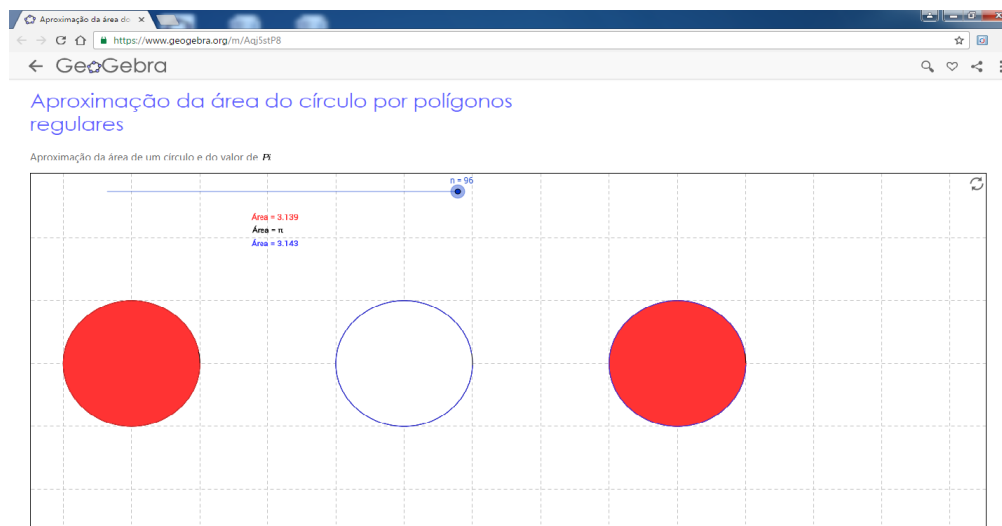 Aproximação da área do
https://www.geogebra.org/m/Aqj5stP8
GeoGebra
Aproximação da área do círculo por polígonos
regulares
Aproximação da área de um círculo e do valor de Pi
n = 96
Área = 3.139
Área = π
Área = 3.143